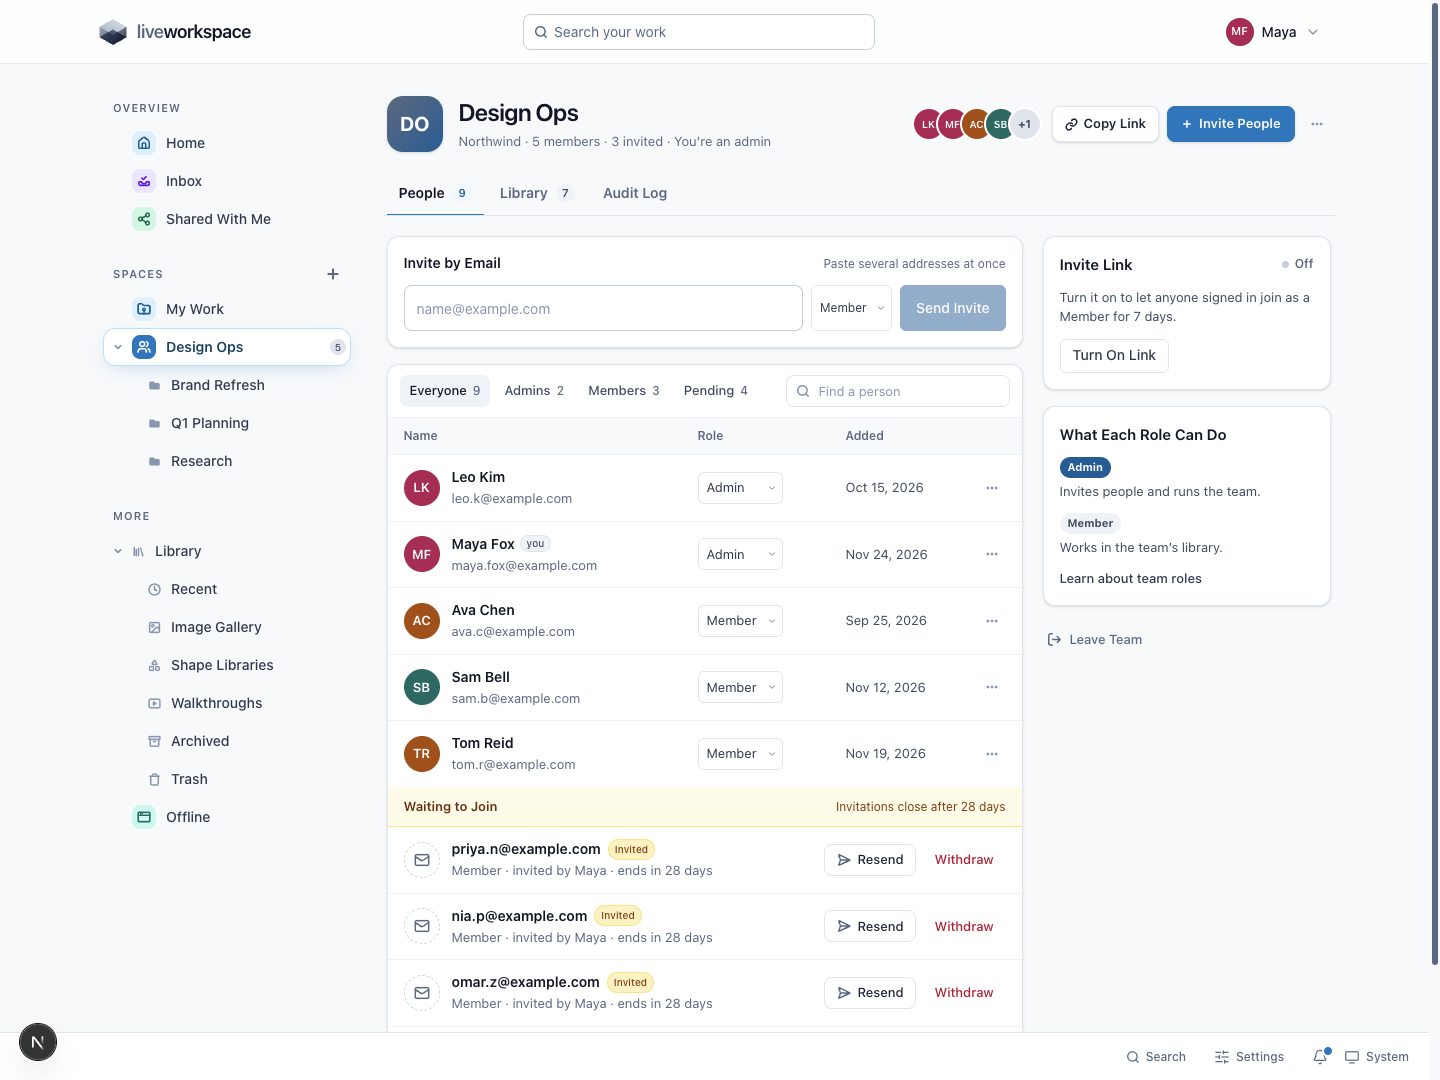 liveworkspace
Search your work
MF Maya
OVERVIEW
Home
Inbox
Shared With Me
SPACES
My Work
Design Ops 5
Brand Refresh
Q1 Planning
Research
MORE
Library
Recent
Image Gallery
Shape Libraries
Walkthroughs
Archived
Trash
Offline
DO
Design Ops
Northwind · 5 members · 3 invited · You’re an admin
LK MF AC SB +1
Copy Link
+ Invite People
People 9 Library 7 Audit Log
Invite by Email Paste several addresses at once
name@example.com Member Send Invite
Everyone 9 Admins 2 Members 3 Pending 4 Find a person
Name Role Added
LK Leo Kim Admin Oct 15, 2026
leo.k@example.com
MF Maya Fox you Admin Nov 24, 2026
maya.fox@example.com
AC Ava Chen Member Sep 25, 2026
ava.c@example.com
SB Sam Bell Member Nov 12, 2026
sam.b@example.com
TR Tom Reid Member Nov 19, 2026
tom.r@example.com
Waiting to Join Invitations close after 28 days
priya.n@example.com Invited Resend Withdraw
Member · invited by Maya · ends in 28 days
nia.p@example.com Invited Resend Withdraw
Member · invited by Maya · ends in 28 days
omar.z@example.com Invited Resend Withdraw
Member · invited by Maya · ends in 28 days
Invite Link Off
Turn it on to let anyone signed in join as a
Member for 7 days.
Turn On Link
What Each Role Can Do
Admin
Invites people and runs the team.
Member
Works in the team’s library.
Learn about team roles
Leave Team
N
Search Settings System